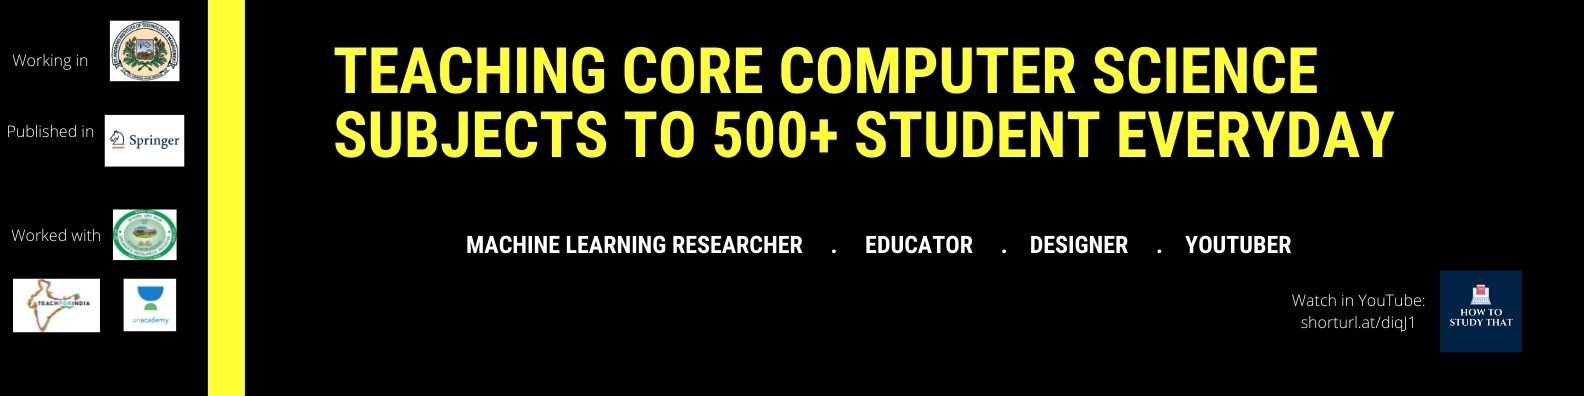 Working in
Published in
Springer
Worked with
TEACHFORINDIA
unacademy
TEACHING CORE COMPUTER SCIENCE
SUBJECTS TO 500+ STUDENT EVERYDAY
MACHINE LEARNING RESEARCHER . EDUCATOR . DESIGNER . YOUTUBER
Watch in YouTube:
shorturl.at/diqJ1
HOW TO
STUDY THAT